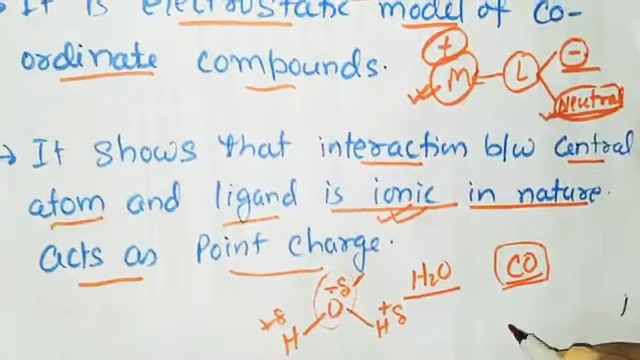 It is electrostatic model of Co-
ordinate compounds.
+
M — L
-
Neutral
→ It shows that interaction b/w central
atom and ligand is ionic in nature.
acts as Point charge.
-δ
H2O
CO
+δ
O
+δ
H
H